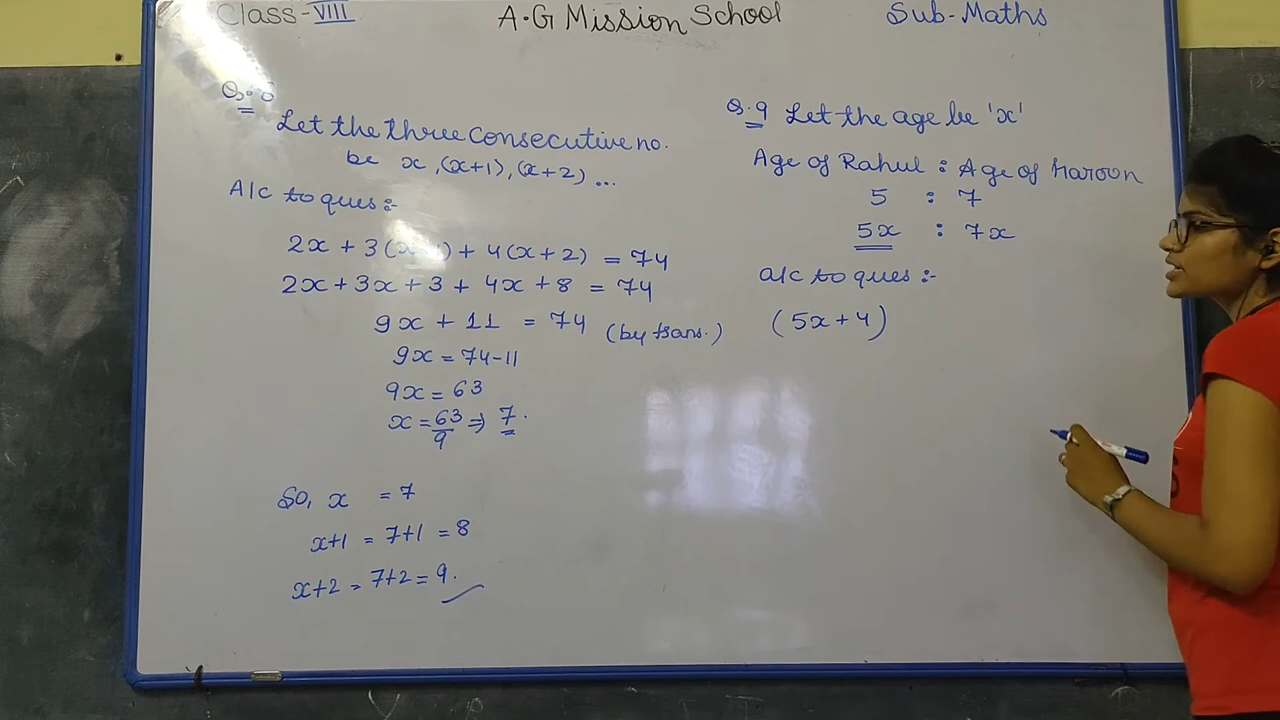 Class-VIII
A.G Mission School
Sub-Maths
Q.8
Let the three consecutive no.
be x, (x+1), (x+2) ...
A/c to ques:-
2x + 3( ) + 4(x+2) = 74
2x + 3x + 3 + 4x + 8 = 74
9x + 11 = 74 (by trans.)
9x = 74-11
9x = 63
x = 63/9 ⇒ 7.
So, x = 7
x+1 = 7+1 = 8
x+2 = 7+2 = 9.
Q.9 Let the age be 'x'
Age of Rahul : Age of Haroon
5 : 7
5x : 7x
a/c to ques:-
(5x+4)